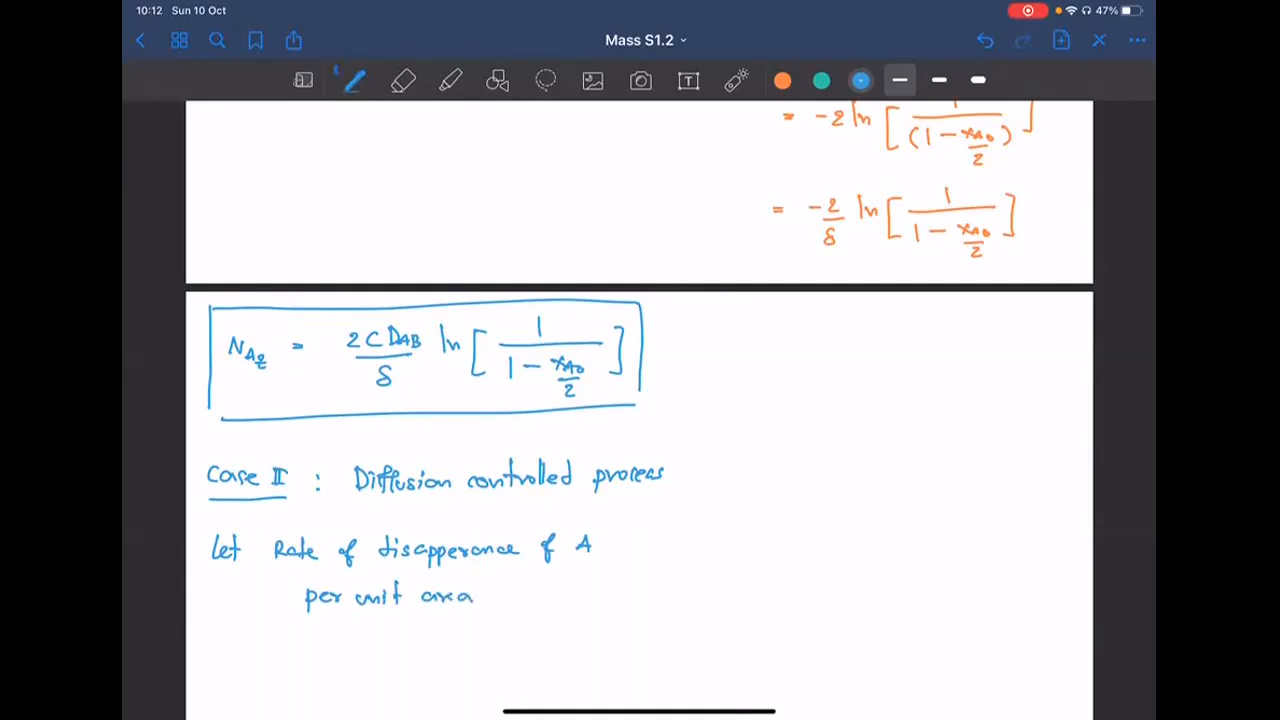 10:12 Sun 10 Oct 47%
Mass S1.2
= -2 ln [ 1 / (1 - xA0/2) ]
= -2/δ ln [ 1 / (1 - xA0/2) ]
NAz = 2 C DAB / δ ln [ 1 / (1 - xA0/2) ]
Case II : Diffusion controlled process
Let Rate of disapperance of A
per unit area